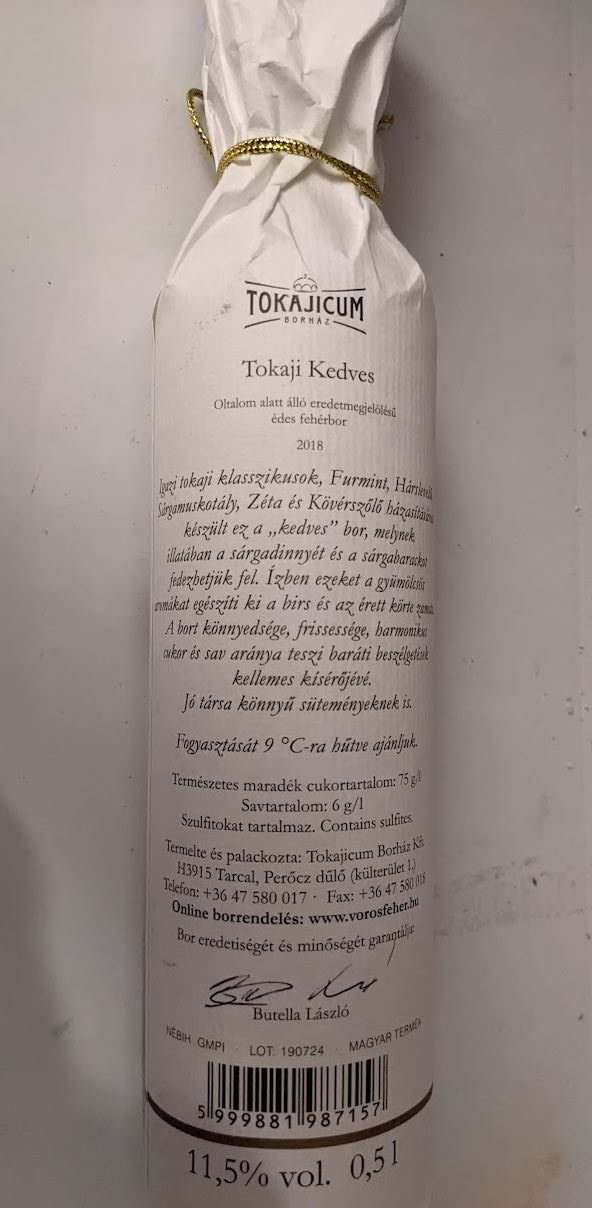 TOKAJICUM
BORHÁZ
Tokaji Kedves
Oltalom alatt álló eredetmegjelölésű
édes fehérbor
2018
Igazi tokaji klasszikusok, Furmint, Hárslevelű
Sárgamuskotály, Zéta és Kövérszőlő házasításával
készült ez a „kedves” bor, melynek
illatában a sárgadinnyét és a sárgabarackot
fedezhetjük fel. Ízben ezeket a gyümölcsös
aromákat egészíti ki a birs és az érett körte
A bort könnyedsége, frissessége, harmonikus
cukor és sav aránya teszi baráti beszélgetések
kellemes kísérőjévé.
Jó társa könnyű süteményeknek is.
Fogyasztását 9 °C-ra hűtve ajánljuk.
Természetes maradék cukortartalom: 75 g/l
Savtartalom: 6 g/l
Szulfitokat tartalmaz. Contains sulfites.
Termelte és palackozta: Tokajicum Borház Kft.
H3915 Tarcal, Perőcz dűlő (külterület 1.)
Telefon: +36 47 580 017 · Fax: +36 47 580 018
Online borrendelés: www.vorosfeher.hu
Bor eredetiségét és minőségét garantálja:
Butella László
NÉBIH GMPI · LOT: 190724 · MAGYAR TERMÉK
5 999881 987157
11,5% vol. 0,5 l